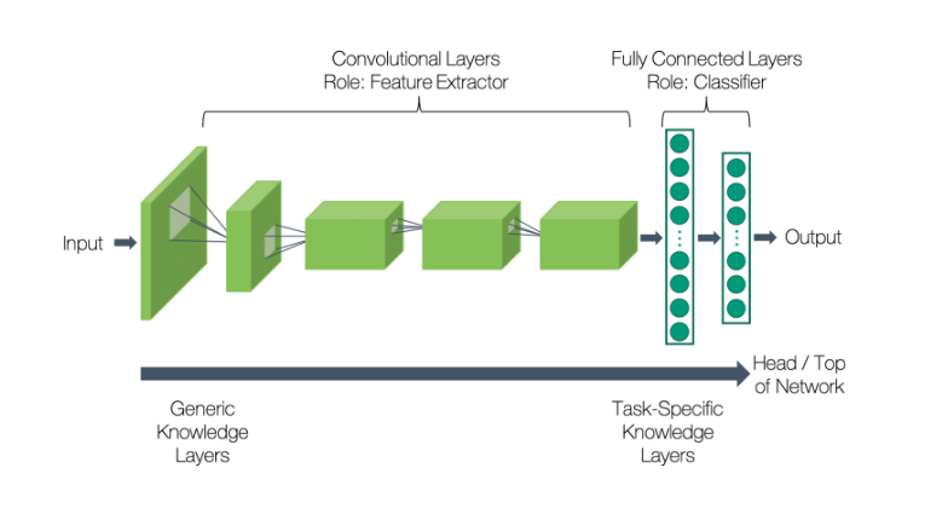 Convolutional Layers
Role: Feature Extractor
Fully Connected Layers
Role: Classifier
Input
Output
Head / Top
of Network
Generic
Knowledge
Layers
Task-Specific
Knowledge
Layers